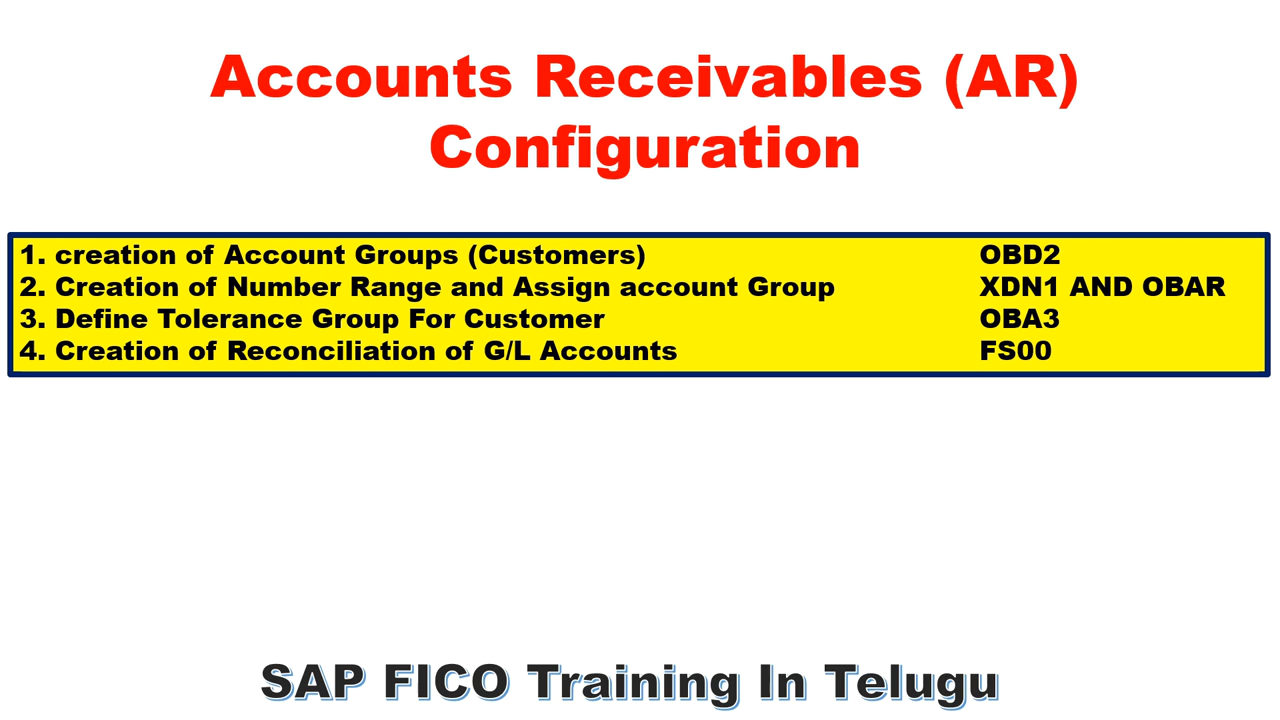 Accounts Receivables (AR)
Configuration
1. creation of Account Groups (Customers) OBD2
2. Creation of Number Range and Assign account Group XDN1 AND OBAR
3. Define Tolerance Group For Customer OBA3
4. Creation of Reconciliation of G/L Accounts FS00
SAP FICO Training In Telugu